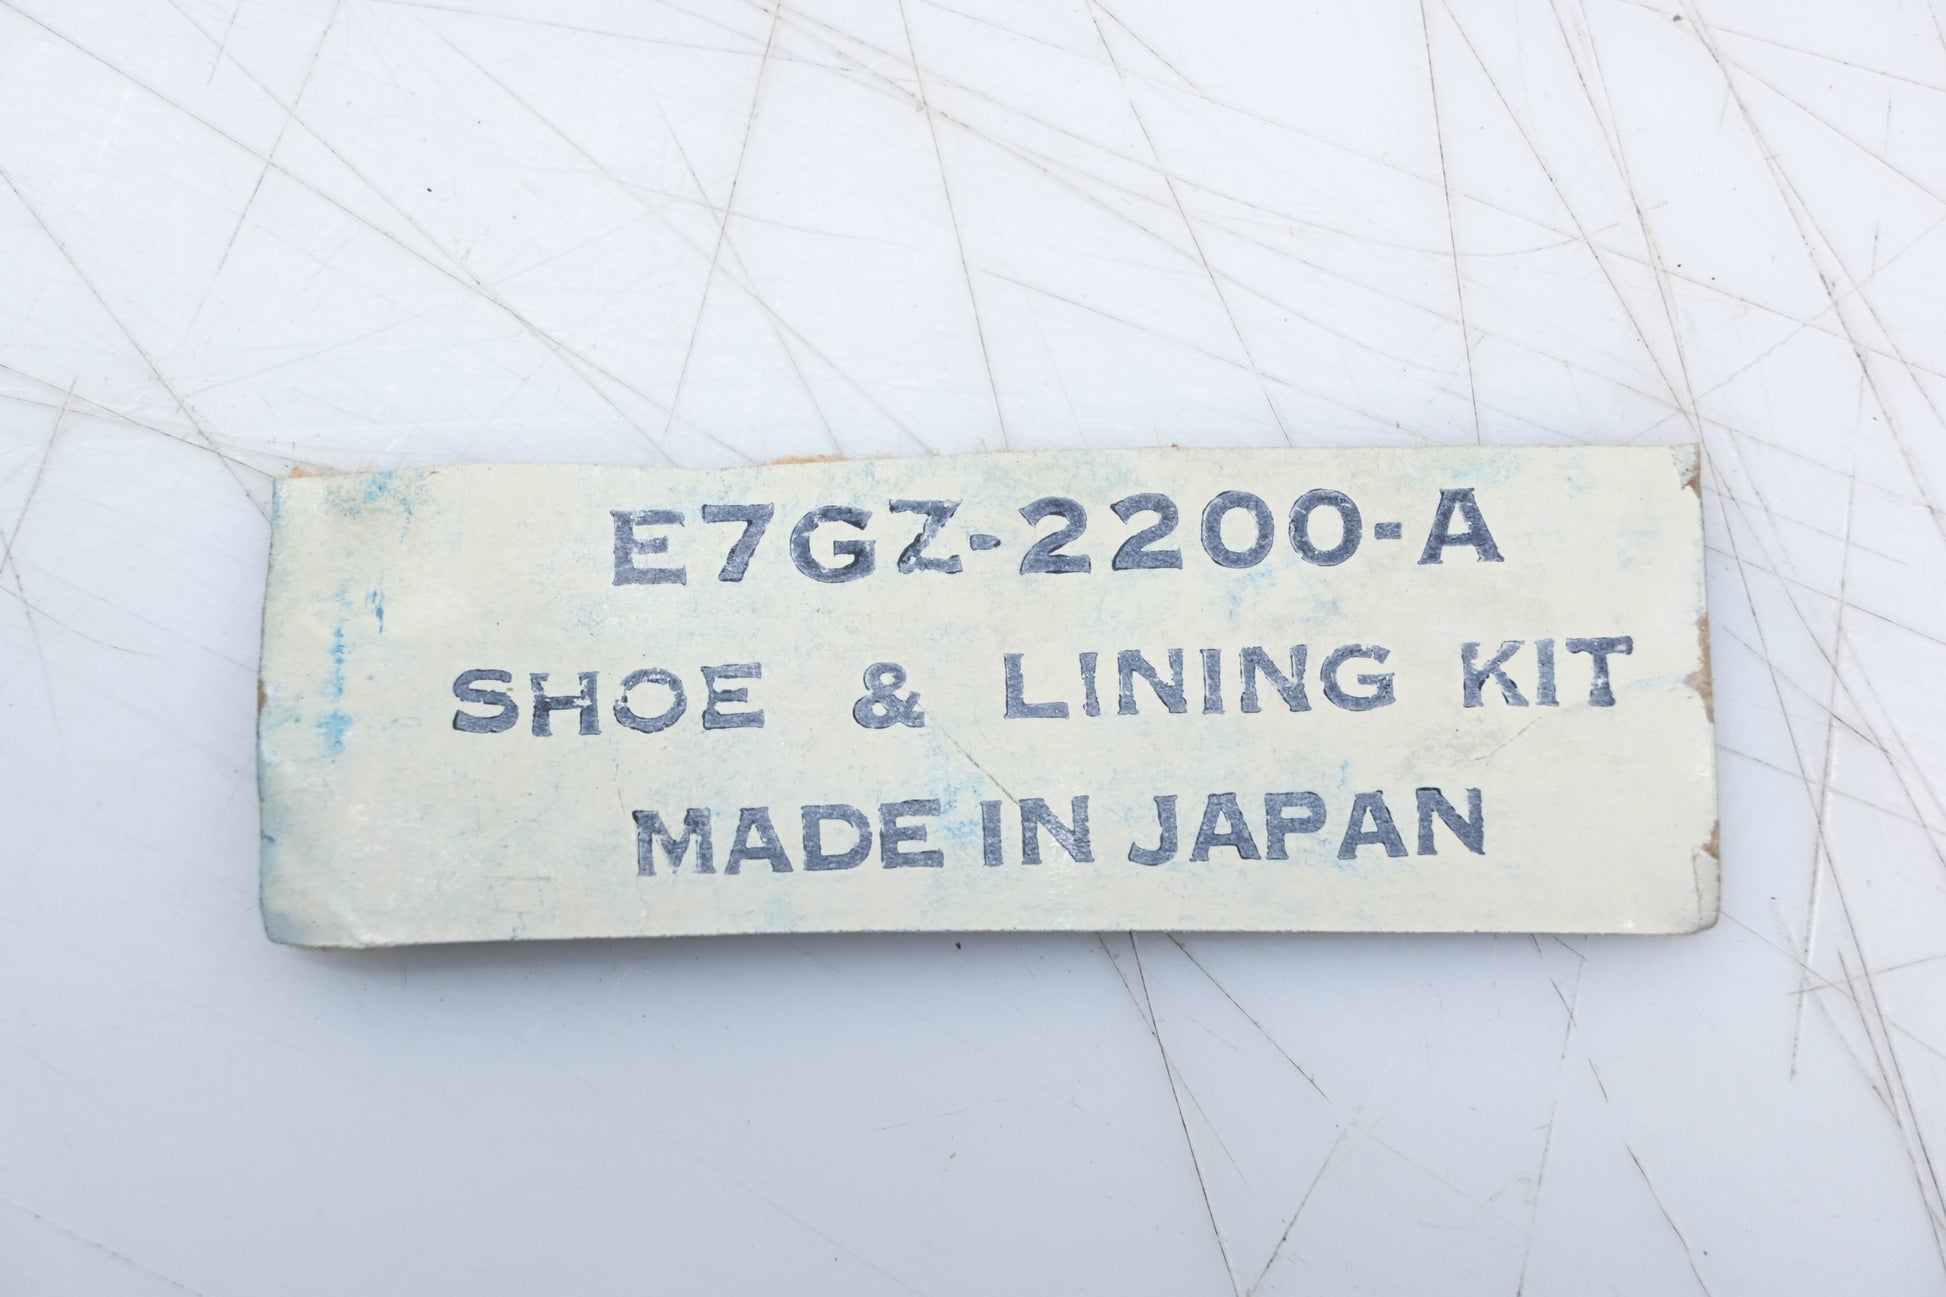 E7GZ-2200-A
SHOE & LINING KIT
MADE IN JAPAN